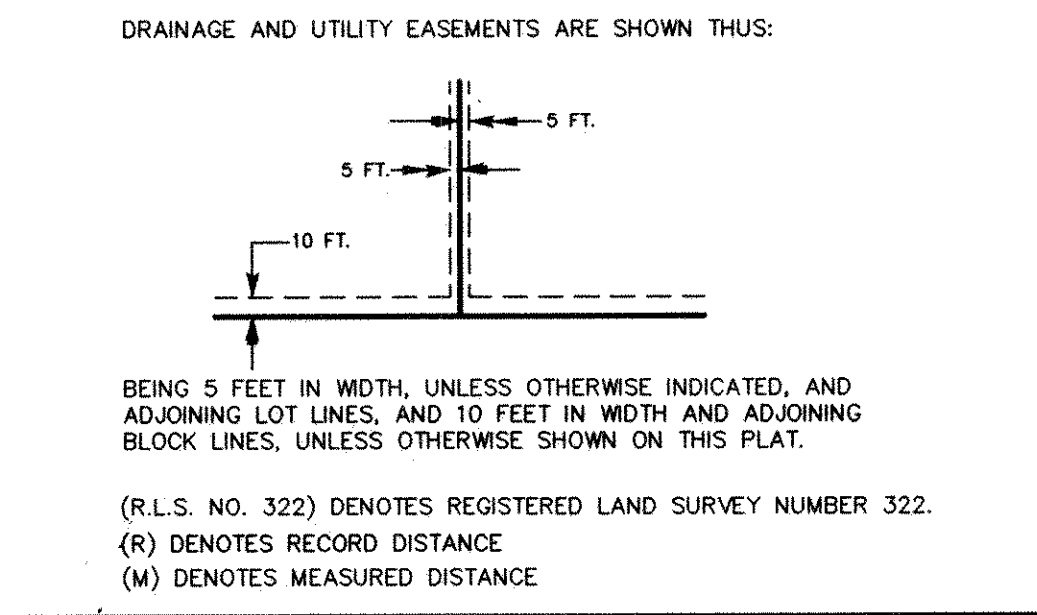 DRAINAGE AND UTILITY EASEMENTS ARE SHOWN THUS:
5 FT.
5 FT.
10 FT.
BEING 5 FEET IN WIDTH, UNLESS OTHERWISE INDICATED, AND
ADJOINING LOT LINES, AND 10 FEET IN WIDTH AND ADJOINING
BLOCK LINES, UNLESS OTHERWISE SHOWN ON THIS PLAT.
(R.L.S. NO. 322) DENOTES REGISTERED LAND SURVEY NUMBER 322.
(R) DENOTES RECORD DISTANCE
(M) DENOTES MEASURED DISTANCE